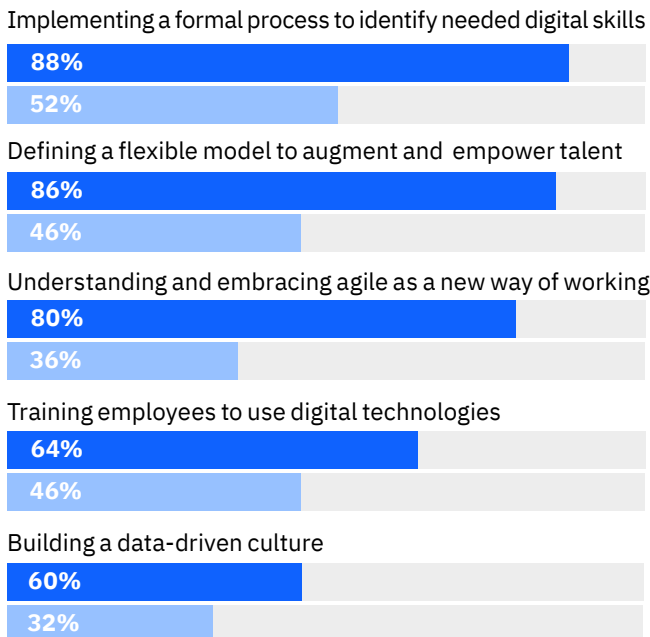 Implementing a formal process to identify needed digital skills
88%
52%
Defining a flexible model to augment and empower talent
86%
46%
Understanding and embracing agile as a new way of working
80%
36%
Training employees to use digital technologies
64%
46%
Building a data-driven culture
60%
32%